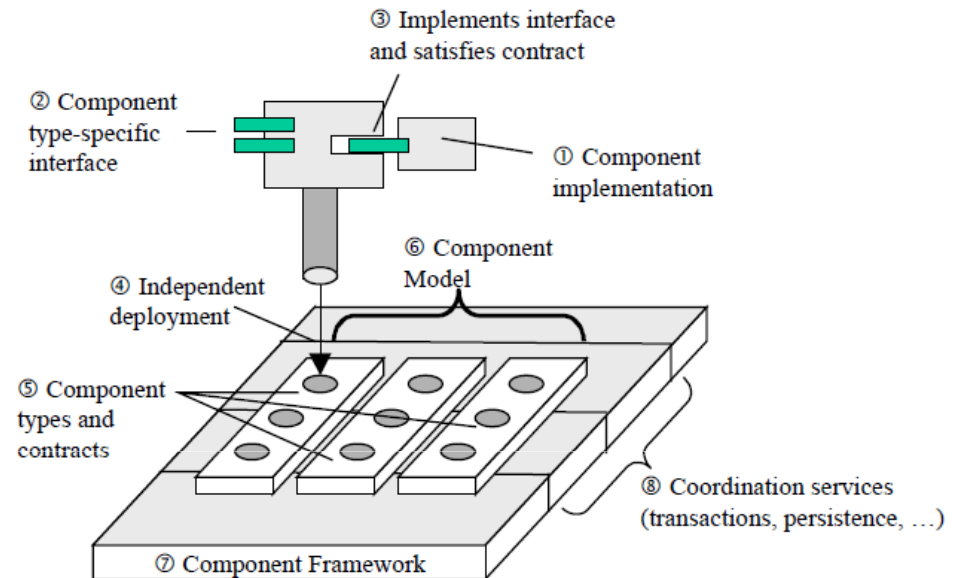 ③ Implements interface
and satisfies contract
② Component
type-specific
interface
① Component
implementation
⑥ Component
Model
④ Independent
deployment
⑤ Component
types and
contracts
⑧ Coordination services
(transactions, persistence, …)
⑦ Component Framework